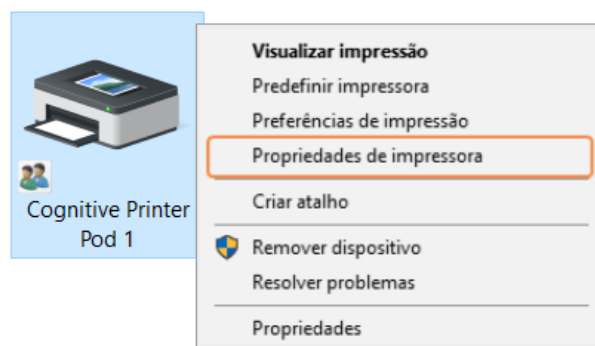 Cognitive Printer
Pod 1
Visualizar impressão
Predefinir impressora
Preferências de impressão
Propriedades de impressora
Criar atalho
Remover dispositivo
Resolver problemas
Propriedades